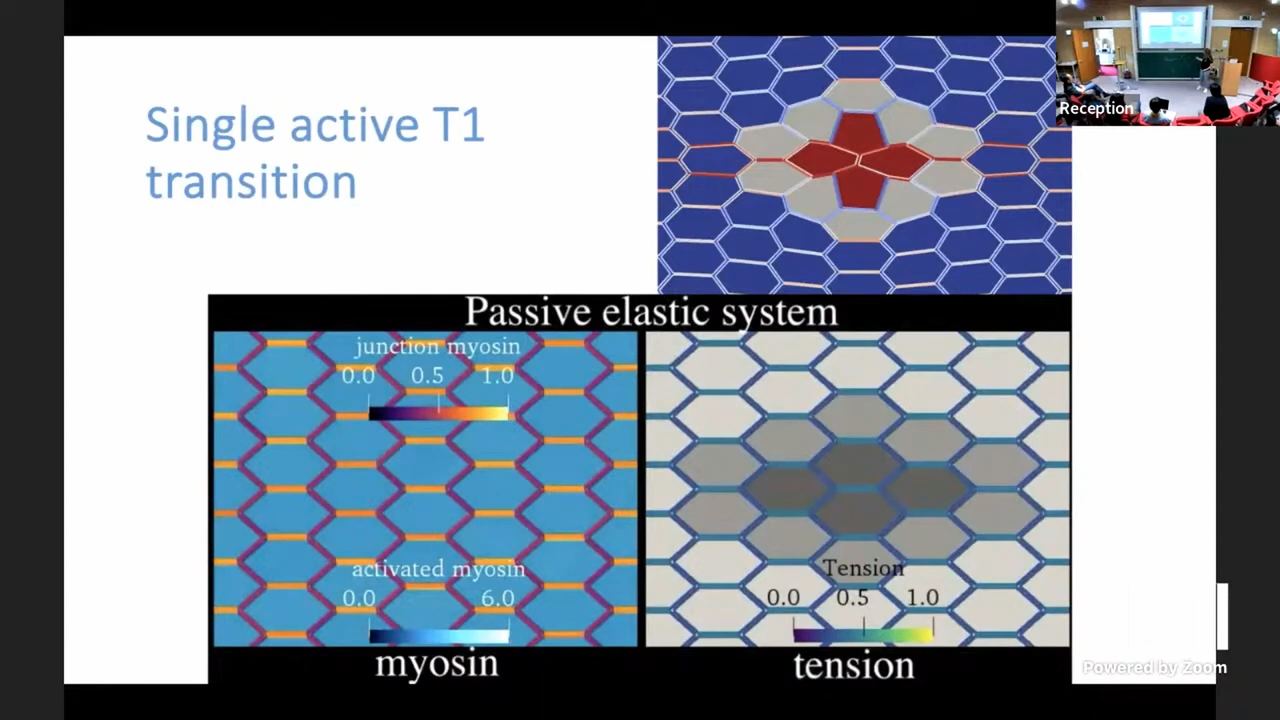 Single active T1
transition
Reception
Passive elastic system
junction myosin
0.0 0.5 1.0
activated myosin
0.0 6.0
myosin
Tension
0.0 0.5 1.0
tension
Powered by Zoom